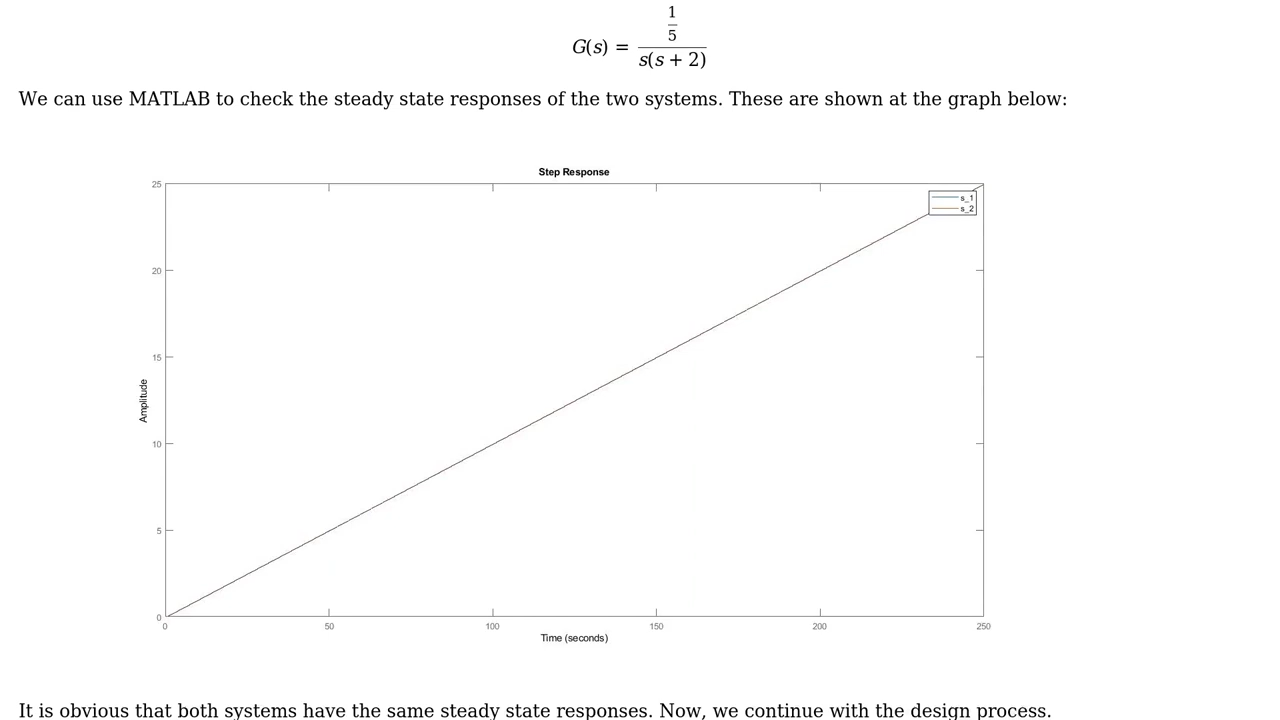 G(s) = \frac{\frac{1}{5}}{s(s + 2)}
We can use MATLAB to check the steady state responses of the two systems. These are shown at the graph below:
Step Response
25
20
15
10
5
0
Amplitude
s_1
s_2
0 50 100 150 200 250
Time (seconds)
It is obvious that both systems have the same steady state responses. Now, we continue with the design process.